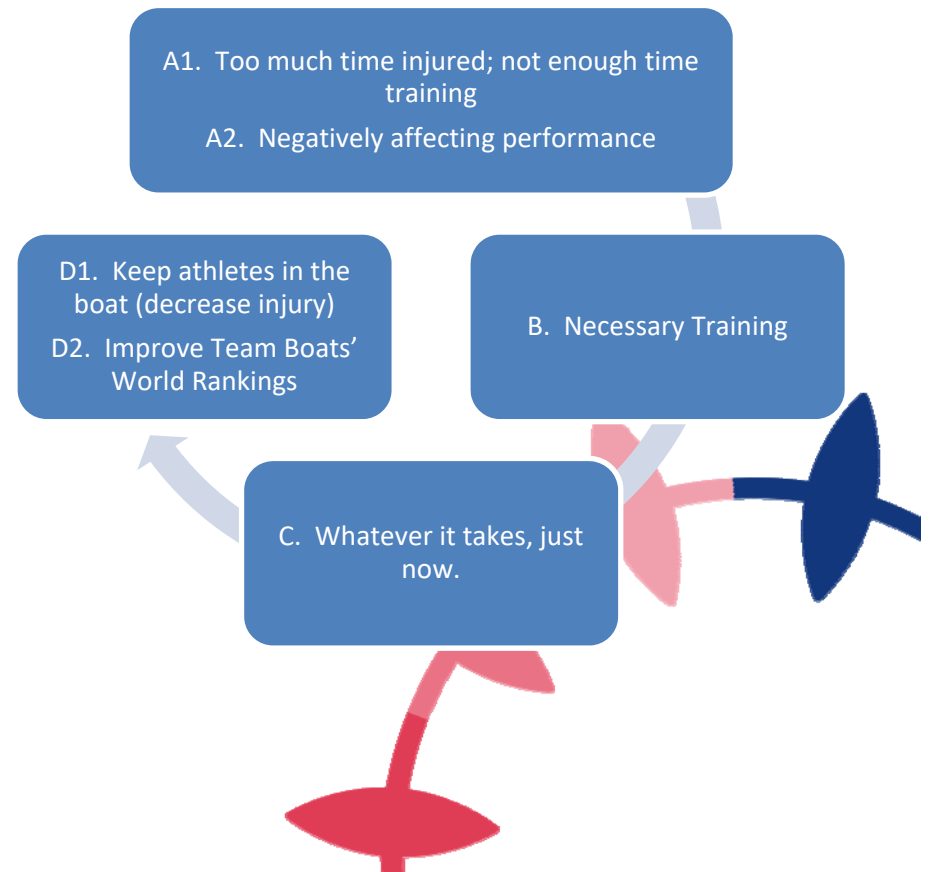 A1.  Too much time injured; not enough time
training
A2.  Negatively affecting performance
D1.  Keep athletes in the
boat (decrease injury)
D2.  Improve Team Boats’
World Rankings
B.  Necessary Training
C.  Whatever it takes, just
now.